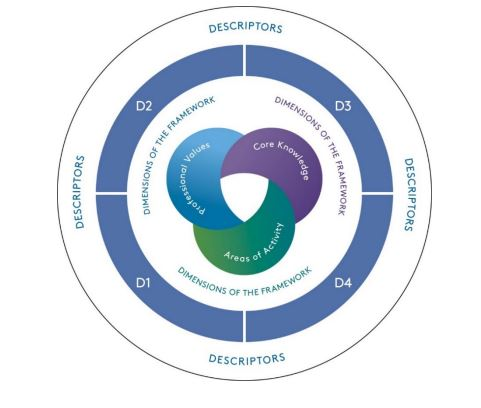 DESCRIPTORS
D2
D3
DIMENSIONS OF THE FRAMEWORK
DIMENSIONS OF THE FRAMEWORK
Professional Values
Core Knowledge
DESCRIPTORS
DESCRIPTORS
Areas of Activity
DIMENSIONS OF THE FRAMEWORK
D1
D4
DESCRIPTORS